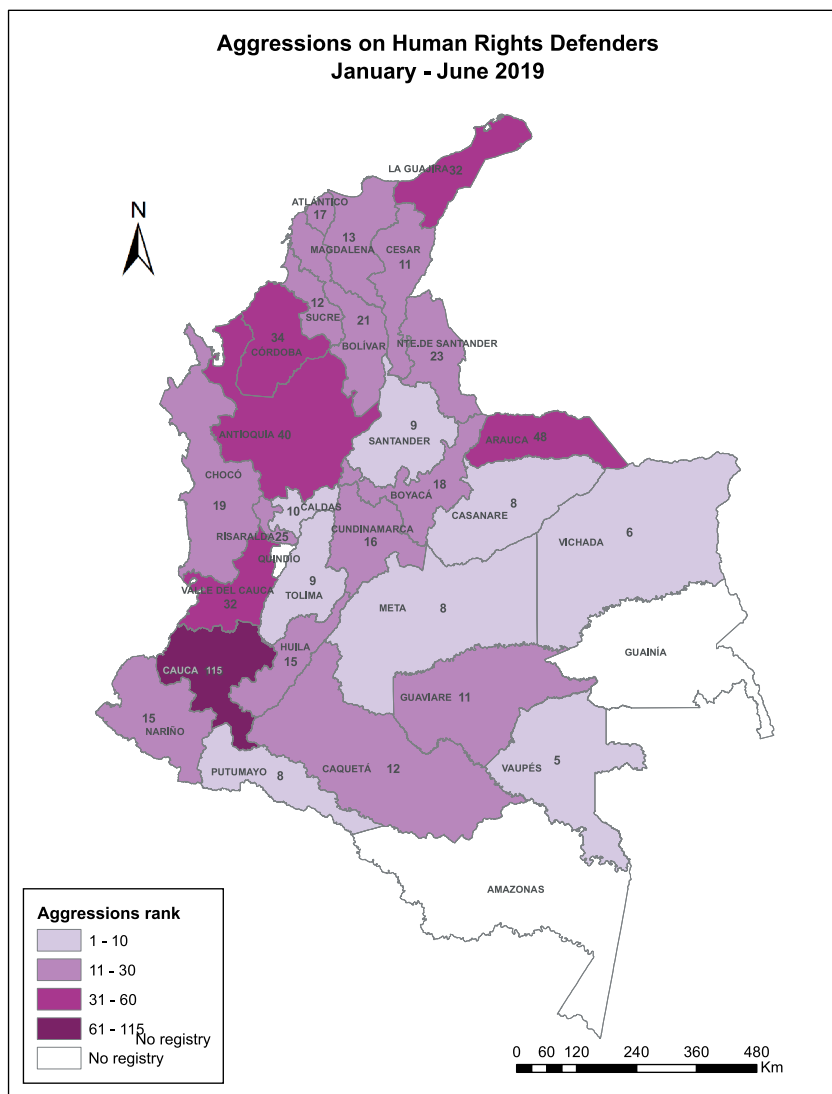 Aggressions on Human Rights Defenders
January - June 2019
N
LA GUAJIRA 32
ATLÁNTICO
17
13
MAGDALENA
CESAR
11
12
SUCRE
21
BOLÍVAR
NTE.DE SANTANDER
23
34
CÓRDOBA
ANTIOQUIA 40
9
SANTANDER
ARAUCA 48
CHOCÓ
19
18
BOYACÁ
8
CASANARE
6
VICHADA
10 CALDAS
CUNDINAMARCA
16
RISARALDA 25
QUINDIO
9
TOLIMA
VALLE DEL CAUCA
32
META 8
GUAINÍA
HUILA
15
CAUCA 115
GUAVIARE 11
15
NARIÑO
PUTUMAYO 8
CAQUETÁ 12
5
VAUPÉS
AMAZONAS
Aggressions rank
1 - 10
11 - 30
31 - 60
61 - 115
No registry
No registry
0 60 120 240 360 480
Km